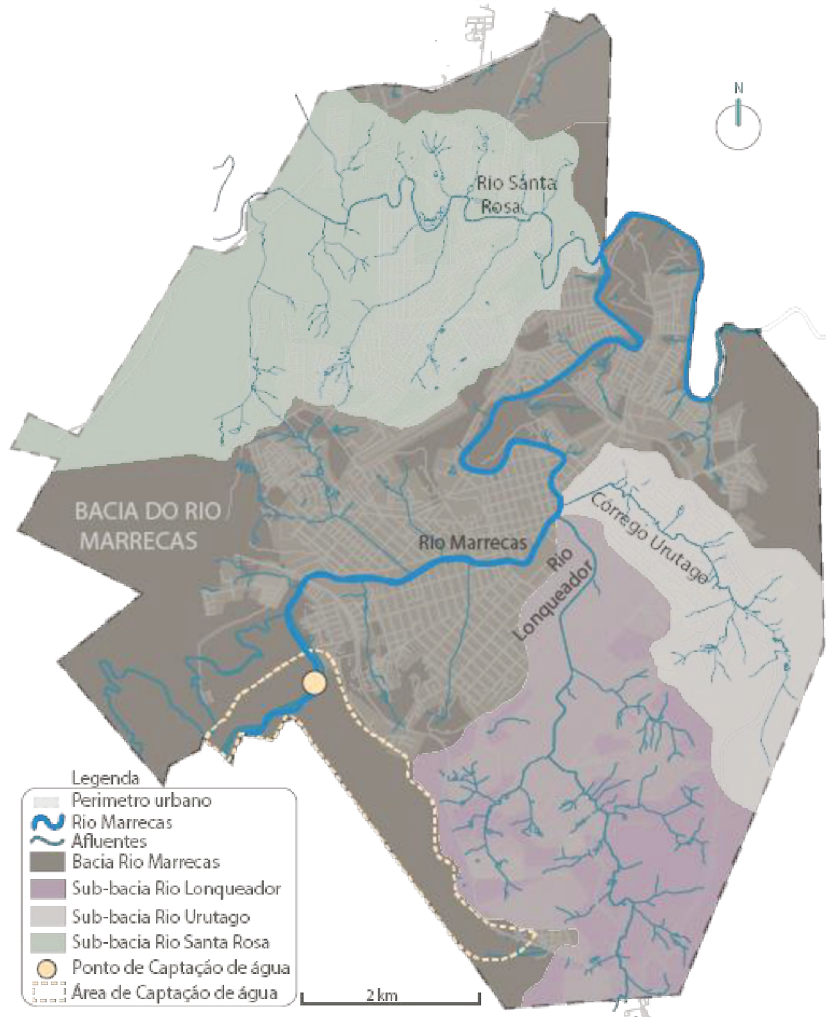 N
Rio Santa
Rosa
BACIA DO RIO
MARRECAS
Rio Marrecas
Córrego Urutago
Rio
Lonqueador
Legenda
Perimetro urbano
Rio Marrecas
Afluentes
Bacia Rio Marrecas
Sub-bacia Rio Lonqueador
Sub-bacia Rio Urutago
Sub-bacia Rio Santa Rosa
Ponto de Captação de água
Área de Captação de água
2 km